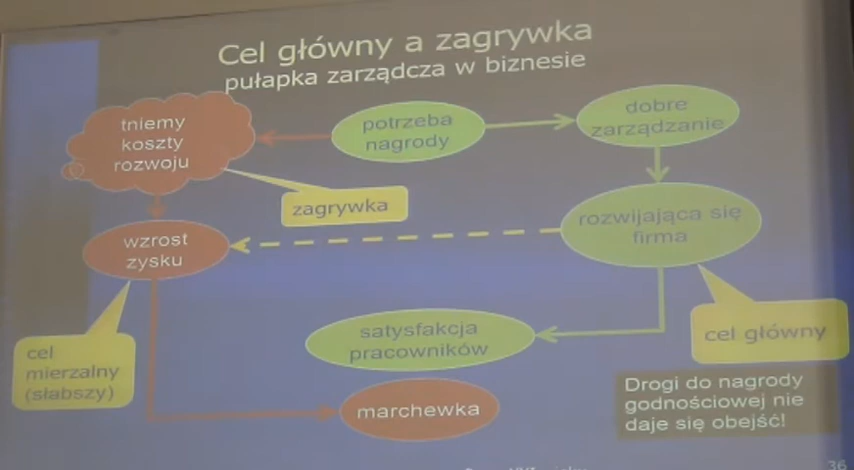 Cel główny a zagrywka
pułapka zarządcza w biznesie
tniemy
koszty
rozwoju
potrzeba
nagrody
dobre
zarządzanie
zagrywka
wzrost
zysku
rozwijająca się
firma
cel
mierzalny
(słabszy)
satysfakcja
pracowników
cel główny
marchewka
Drogi do nagrody
godnościowej nie
daje się obejść!
36